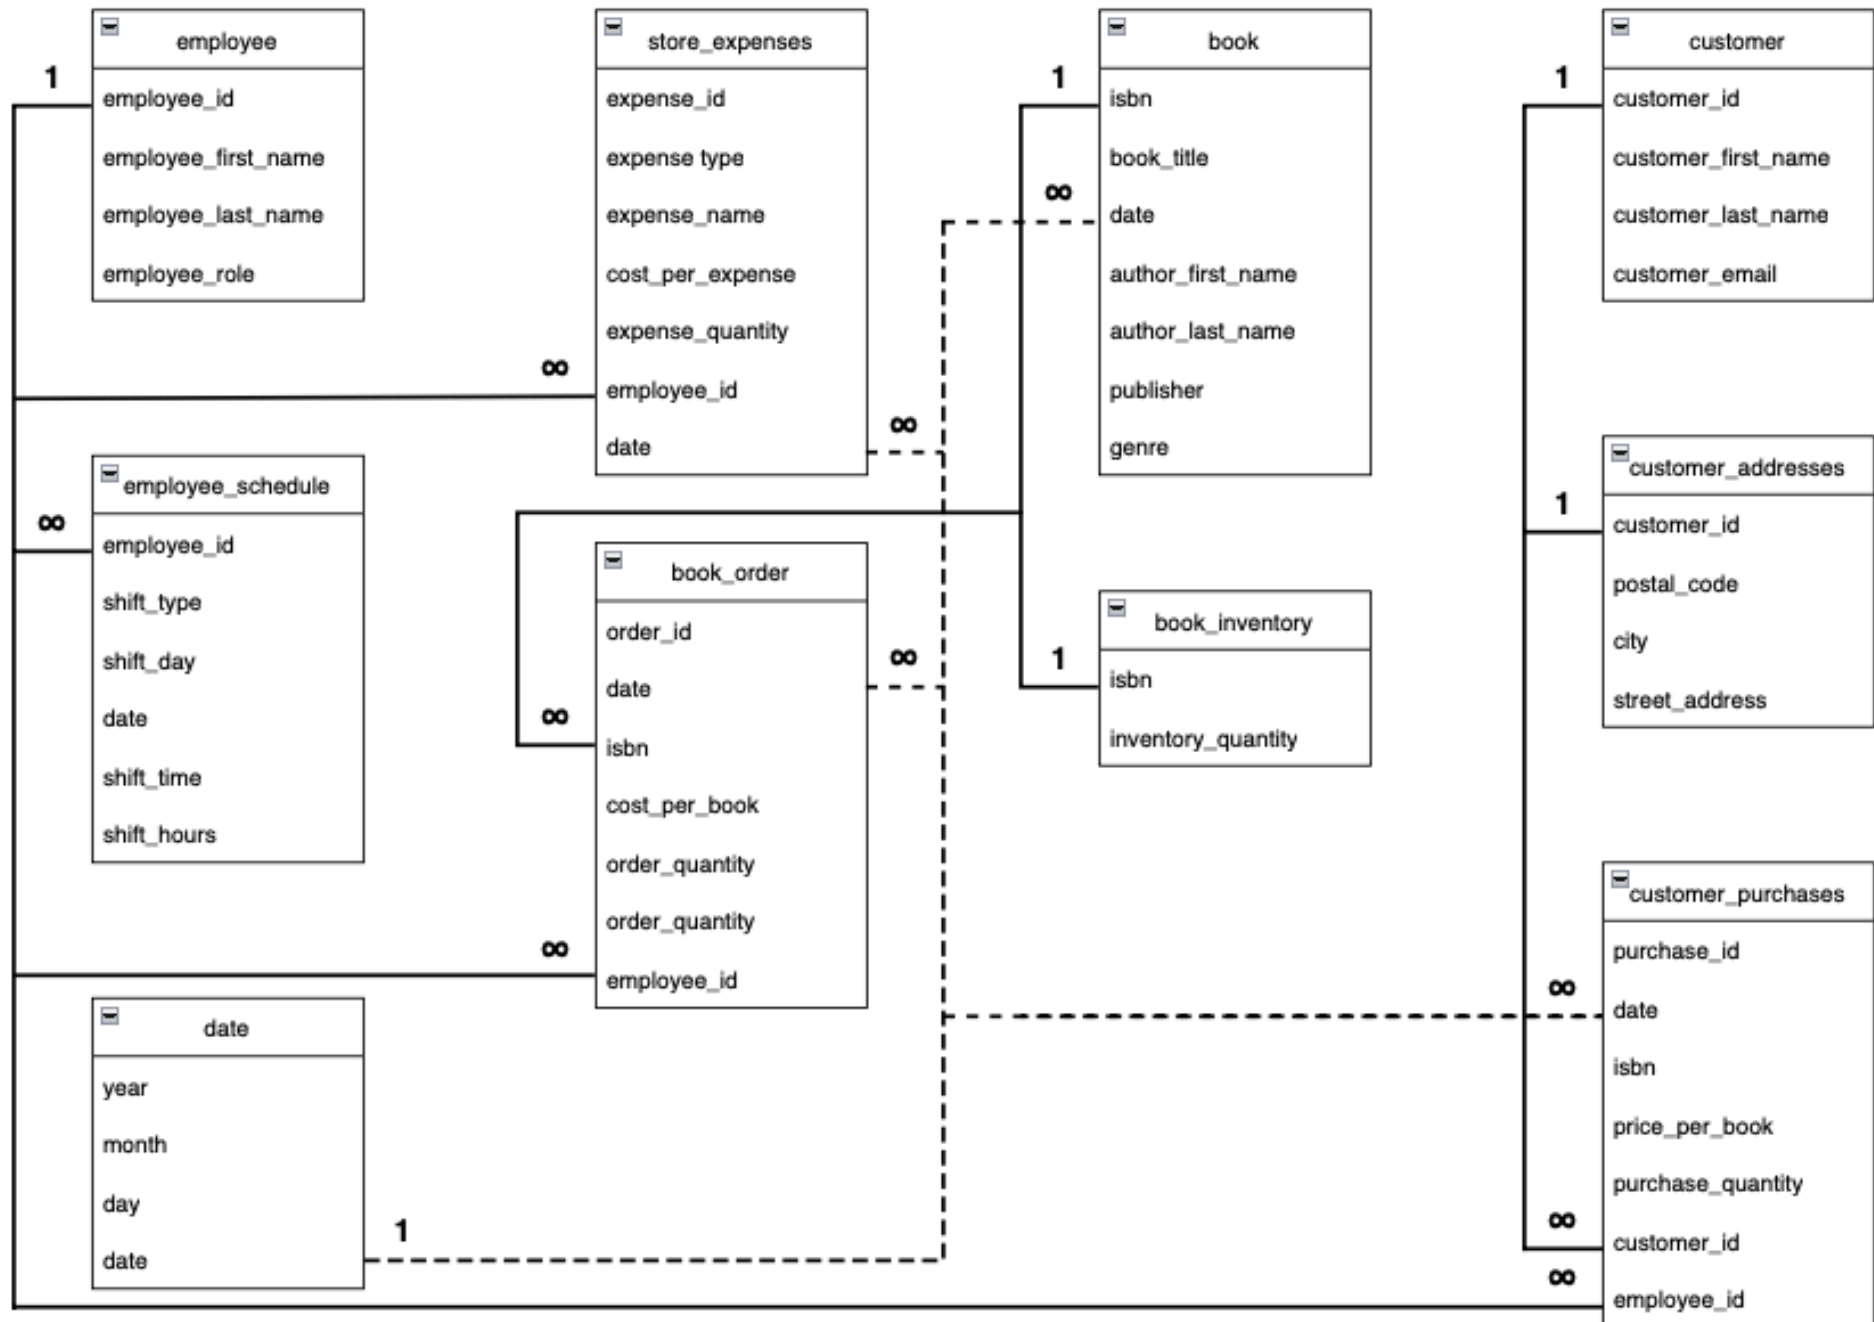 employee
1
employee_id
employee_first_name
employee_last_name
employee_role
store_expenses
expense_id
expense type
expense_name
cost_per_expense
expense_quantity
∞
employee_id
∞
date
book
1
isbn
book_title
∞
date
author_first_name
author_last_name
publisher
genre
customer
1
customer_id
customer_first_name
customer_last_name
customer_email
employee_schedule
∞
employee_id
shift_type
shift_day
date
shift_time
shift_hours
book_order
order_id
∞
date
∞
isbn
cost_per_book
order_quantity
order_quantity
∞
employee_id
book_inventory
1
isbn
inventory_quantity
customer_addresses
1
customer_id
postal_code
city
street_address
date
year
month
day
1
date
customer_purchases
purchase_id
∞
date
isbn
price_per_book
purchase_quantity
∞
customer_id
∞
employee_id